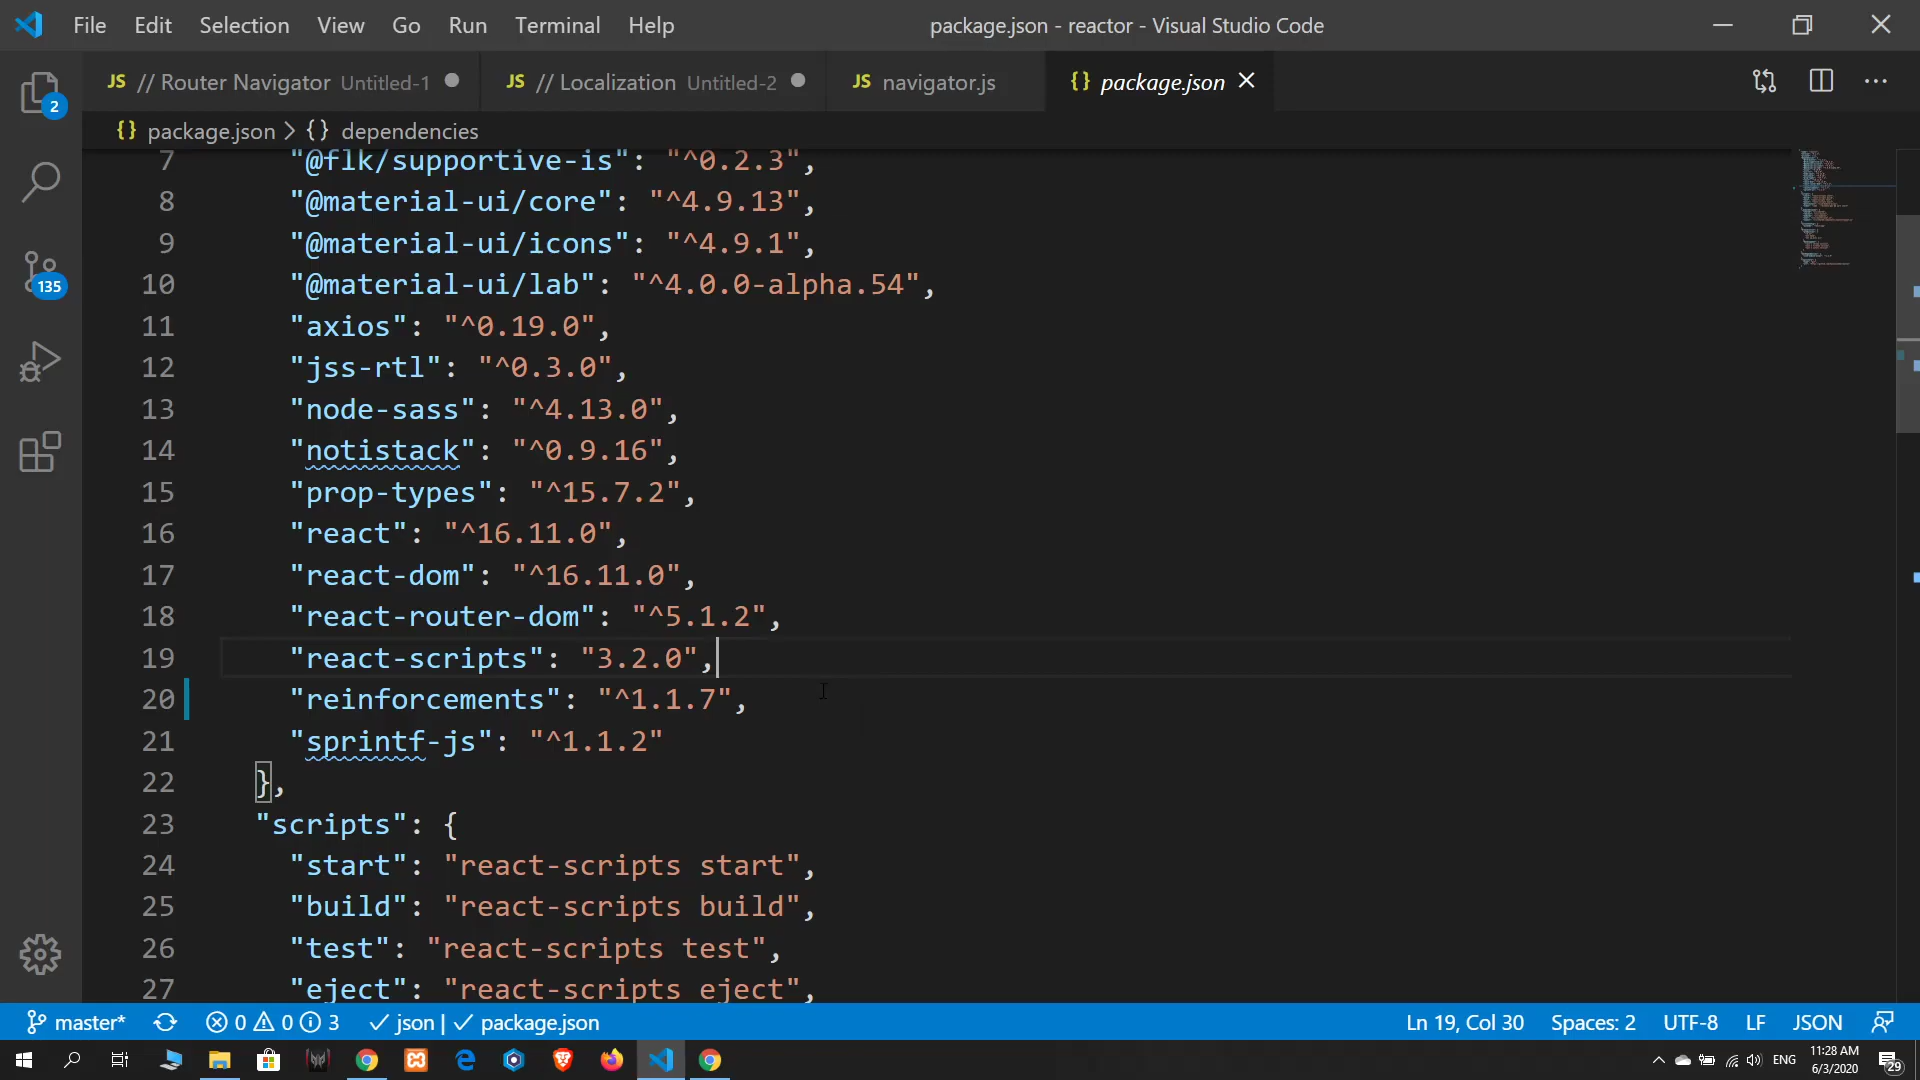 File Edit Selection View Go Run Terminal Help package.json - reactor - Visual Studio Code
JS // Router Navigator Untitled-1 JS // Localization Untitled-2 JS navigator.js {} package.json
{} package.json > {} dependencies
7 "@flk/supportive-is": "^0.2.3",
8 "@material-ui/core": "^4.9.13",
9 "@material-ui/icons": "^4.9.1",
10 "@material-ui/lab": "^4.0.0-alpha.54",
11 "axios": "^0.19.0",
12 "jss-rtl": "^0.3.0",
13 "node-sass": "^4.13.0",
14 "notistack": "^0.9.16",
15 "prop-types": "^15.7.2",
16 "react": "^16.11.0",
17 "react-dom": "^16.11.0",
18 "react-router-dom": "^5.1.2",
19 "react-scripts": "3.2.0",
20 "reinforcements": "^1.1.7",
21 "sprintf-js": "^1.1.2"
22 },
23 "scripts": {
24 "start": "react-scripts start",
25 "build": "react-scripts build",
26 "test": "react-scripts test",
27 "eject": "react-scripts eject",
2
135
master* 0 0 3 json | package.json Ln 19, Col 30 Spaces: 2 UTF-8 LF JSON
ENG 11:28 AM
6/3/2020 29